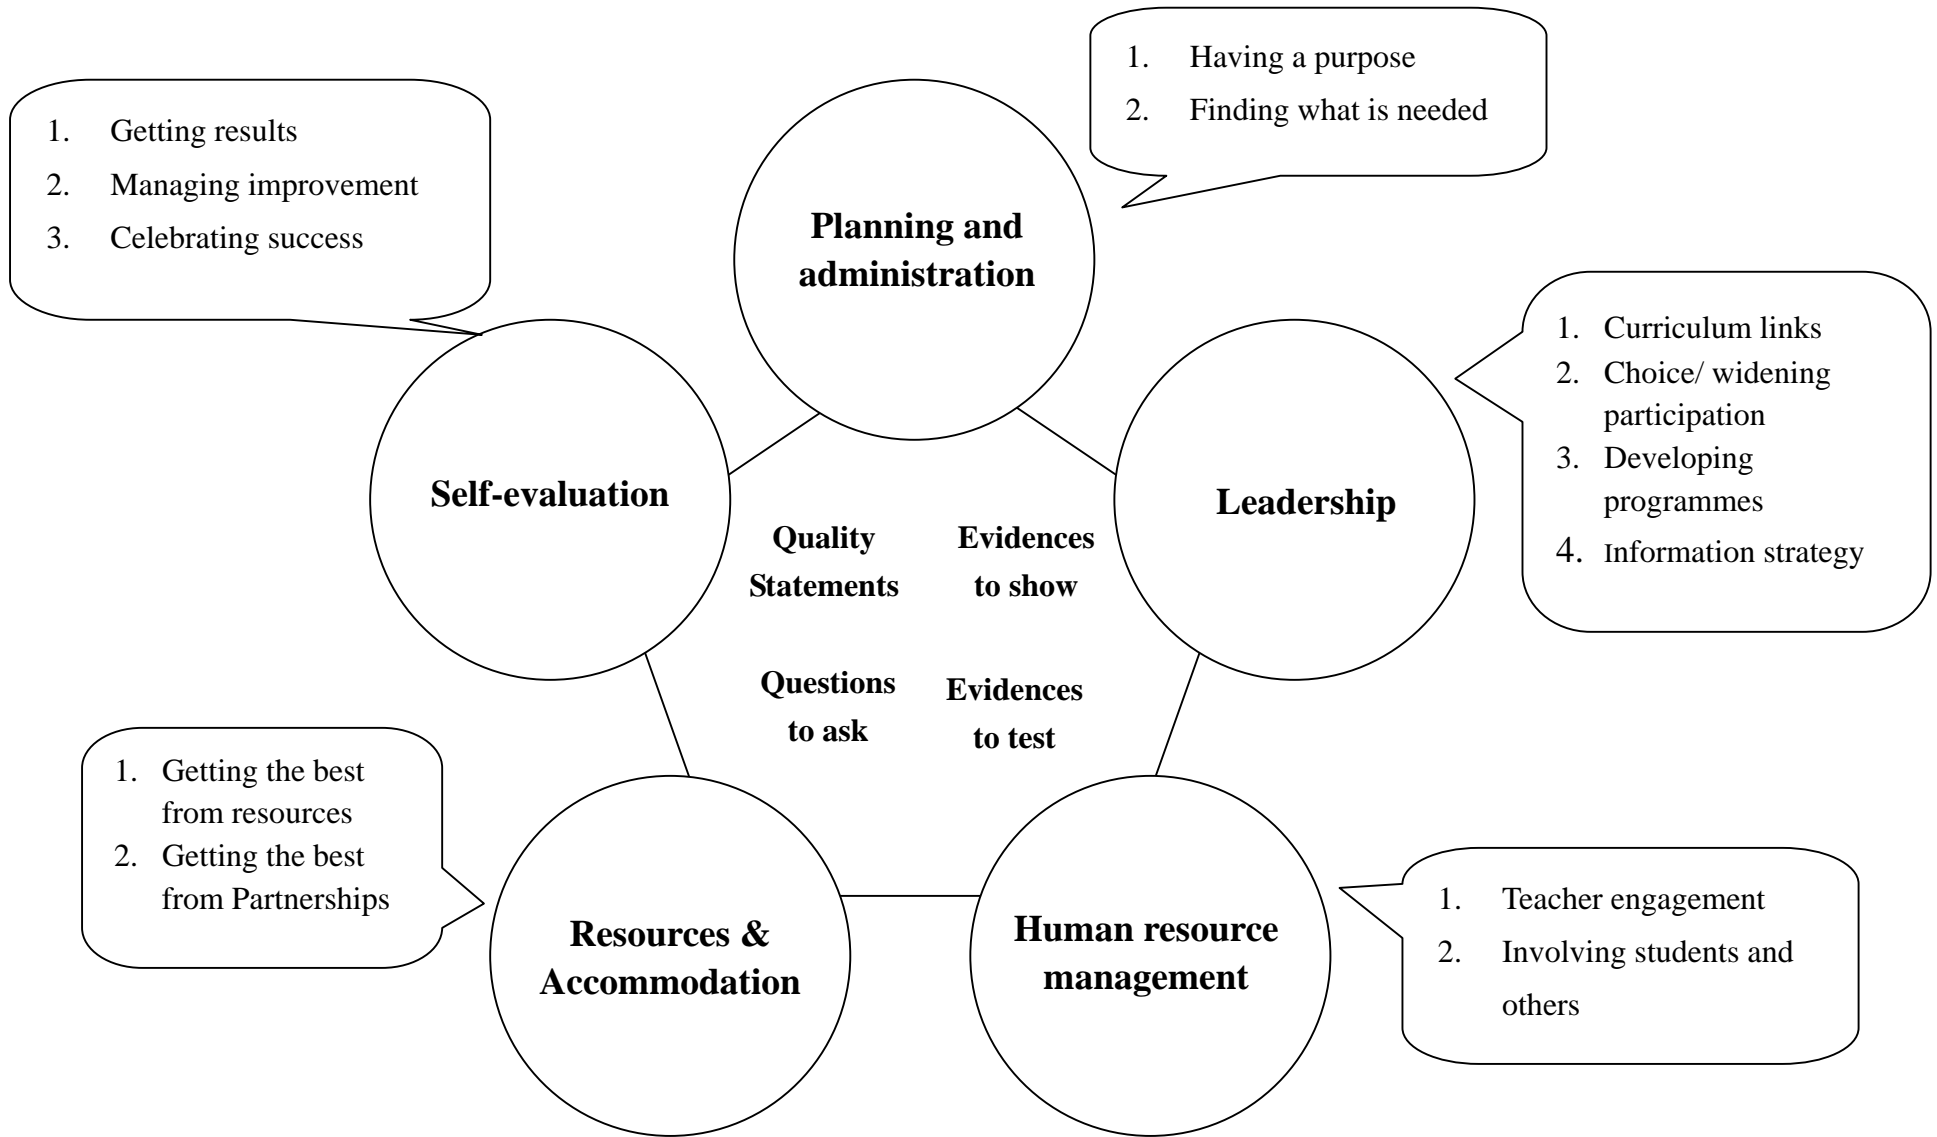 1. Having a purpose
2. Finding what is needed
1. Getting results
2. Managing improvement
3. Celebrating success
Planning and
administration
1. Curriculum links
2. Choice/ widening
participation
3. Developing
programmes
4. Information strategy
Self-evaluation
Leadership
Quality
Statements
Evidences
to show
Questions
to ask
Evidences
to test
1. Getting the best
from resources
2. Getting the best
from Partnerships
Resources &
Accommodation
Human resource
management
1. Teacher engagement
2. Involving students and
others